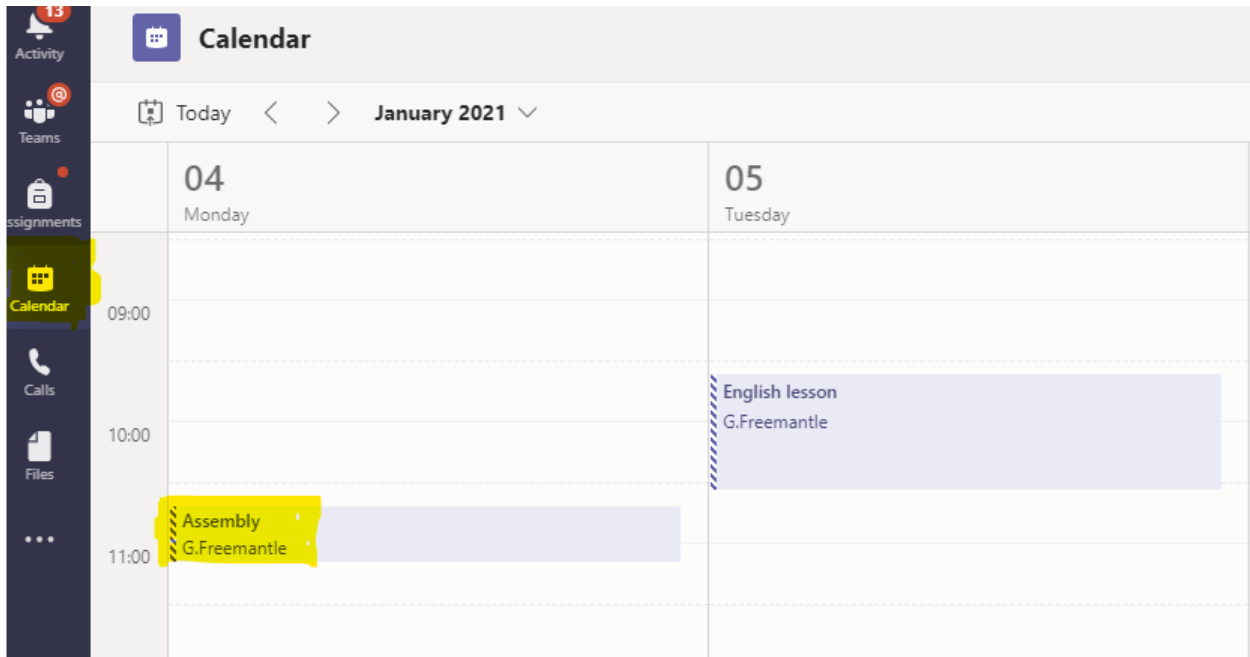 13
Activity
@
Teams
ssignments
Calendar
Calls
Files
Calendar
Today
January 2021
04
Monday
05
Tuesday
09:00
10:00
11:00
English lesson
G.Freemantle
Assembly
G.Freemantle